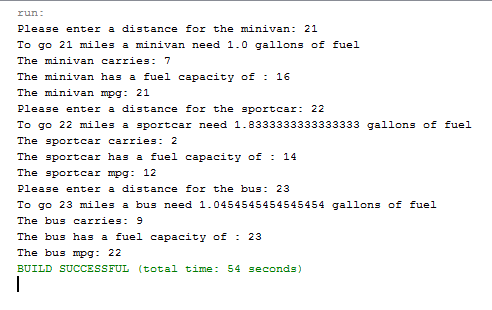 run:
Please enter a distance for the minivan: 21
To go 21 miles a minivan need 1.0 gallons of fuel
The minivan carries: 7
The minivan has a fuel capacity of : 16
The minivan mpg: 21
Please enter a distance for the sportcar: 22
To go 22 miles a sportcar need 1.8333333333333333 gallons of fuel
The sportcar carries: 2
The sportcar has a fuel capacity of : 14
The sportcar mpg: 12
Please enter a distance for the bus: 23
To go 23 miles a bus need 1.0454545454545454 gallons of fuel
The bus carries: 9
The bus has a fuel capacity of : 23
The bus mpg: 22
BUILD SUCCESSFUL (total time: 54 seconds)